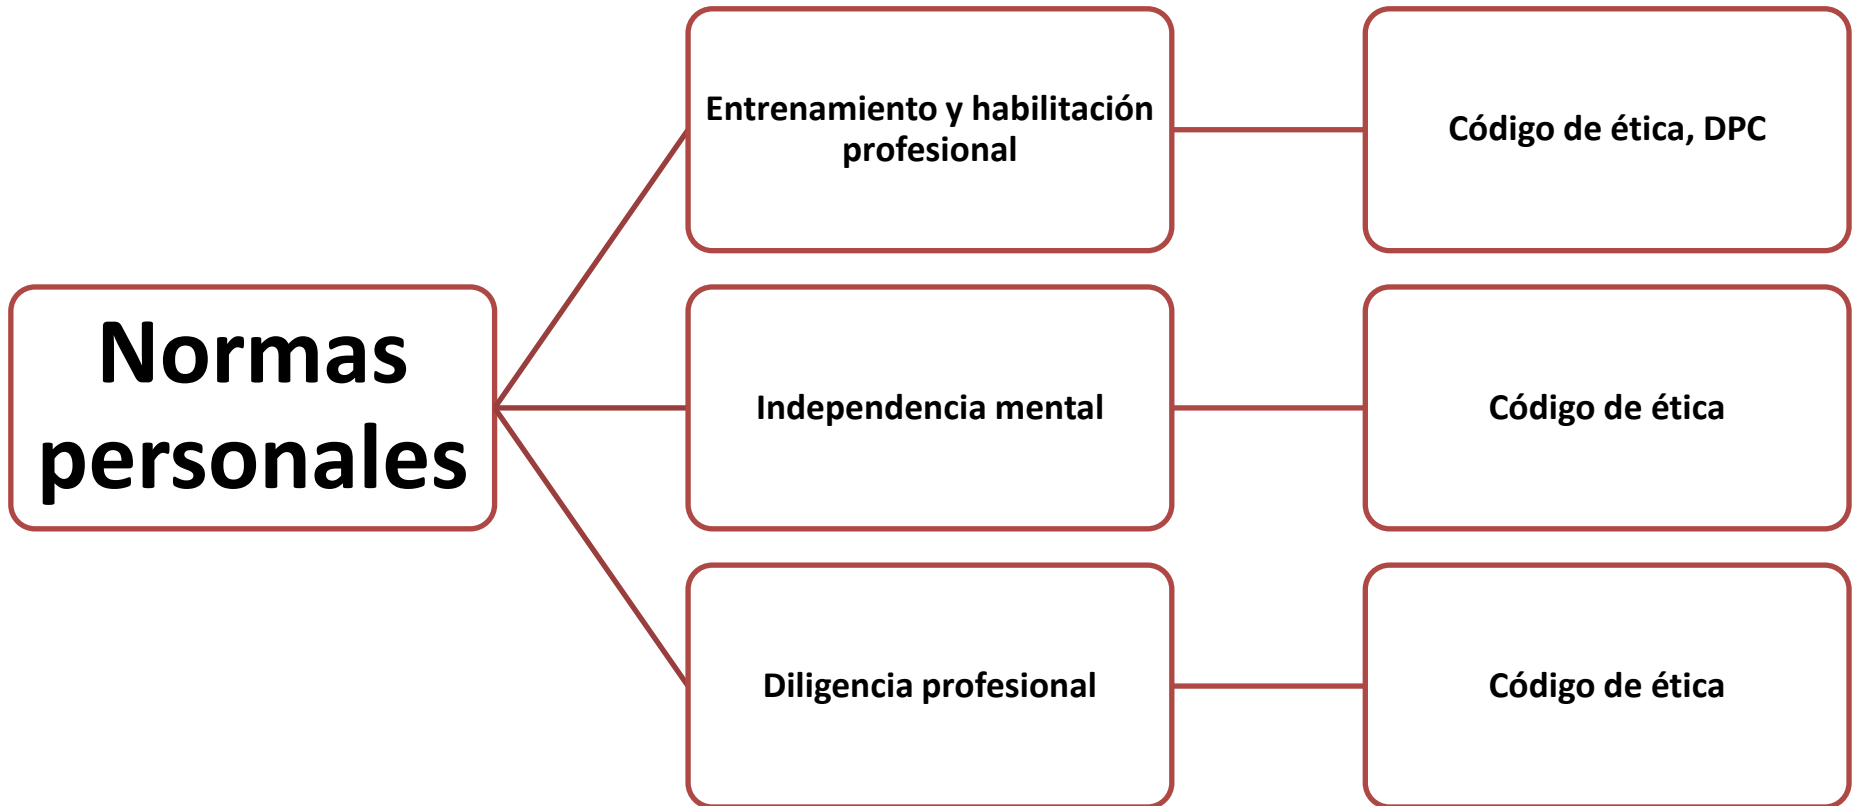 Normas
personales
Entrenamiento y habilitación
profesional
Código de ética, DPC
Independencia mental
Código de ética
Diligencia profesional
Código de ética